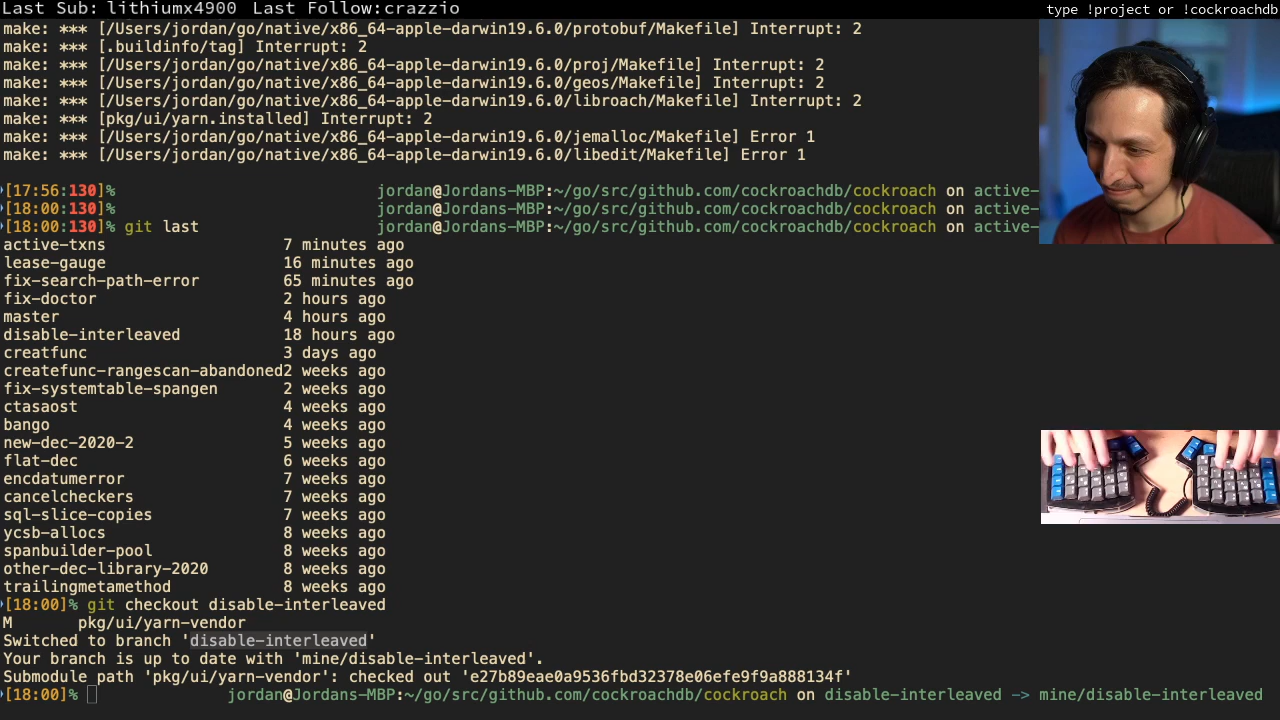 Last Sub: lithiumx4900 Last Follow:crazzio
type !project or !cockroachdb
make: *** [/Users/jordan/go/native/x86_64-apple-darwin19.6.0/protobuf/Makefile] Interrupt: 2
make: *** [.buildinfo/tag] Interrupt: 2
make: *** [/Users/jordan/go/native/x86_64-apple-darwin19.6.0/proj/Makefile] Interrupt: 2
make: *** [/Users/jordan/go/native/x86_64-apple-darwin19.6.0/geos/Makefile] Interrupt: 2
make: *** [/Users/jordan/go/native/x86_64-apple-darwin19.6.0/libroach/Makefile] Interrupt: 2
make: *** [pkg/ui/yarn.installed] Interrupt: 2
make: *** [/Users/jordan/go/native/x86_64-apple-darwin19.6.0/jemalloc/Makefile] Error 1
make: *** [/Users/jordan/go/native/x86_64-apple-darwin19.6.0/libedit/Makefile] Error 1
[17:56:130]% jordan@Jordans-MBP:~/go/src/github.com/cockroachdb/cockroach on active-
[18:00:130]% jordan@Jordans-MBP:~/go/src/github.com/cockroachdb/cockroach on active-
[18:00:130]% git last jordan@Jordans-MBP:~/go/src/github.com/cockroachdb/cockroach on active-
active-txns 7 minutes ago
lease-gauge 16 minutes ago
fix-search-path-error 65 minutes ago
fix-doctor 2 hours ago
master 4 hours ago
disable-interleaved 18 hours ago
creatfunc 3 days ago
createfunc-rangescan-abandoned2 weeks ago
fix-systemtable-spangen 2 weeks ago
ctasaost 4 weeks ago
bango 4 weeks ago
new-dec-2020-2 5 weeks ago
flat-dec 6 weeks ago
encdatumerror 7 weeks ago
cancelcheckers 7 weeks ago
sql-slice-copies 7 weeks ago
ycsb-allocs 8 weeks ago
spanbuilder-pool 8 weeks ago
other-dec-library-2020 8 weeks ago
trailingmetamethod 8 weeks ago
[18:00]% git checkout disable-interleaved
M pkg/ui/yarn-vendor
Switched to branch 'disable-interleaved'
Your branch is up to date with 'mine/disable-interleaved'.
Submodule path 'pkg/ui/yarn-vendor': checked out 'e27b89eae0a9536fbd32378e06efe9f9a888134f'
[18:00]% jordan@Jordans-MBP:~/go/src/github.com/cockroachdb/cockroach on disable-interleaved -> mine/disable-interleaved